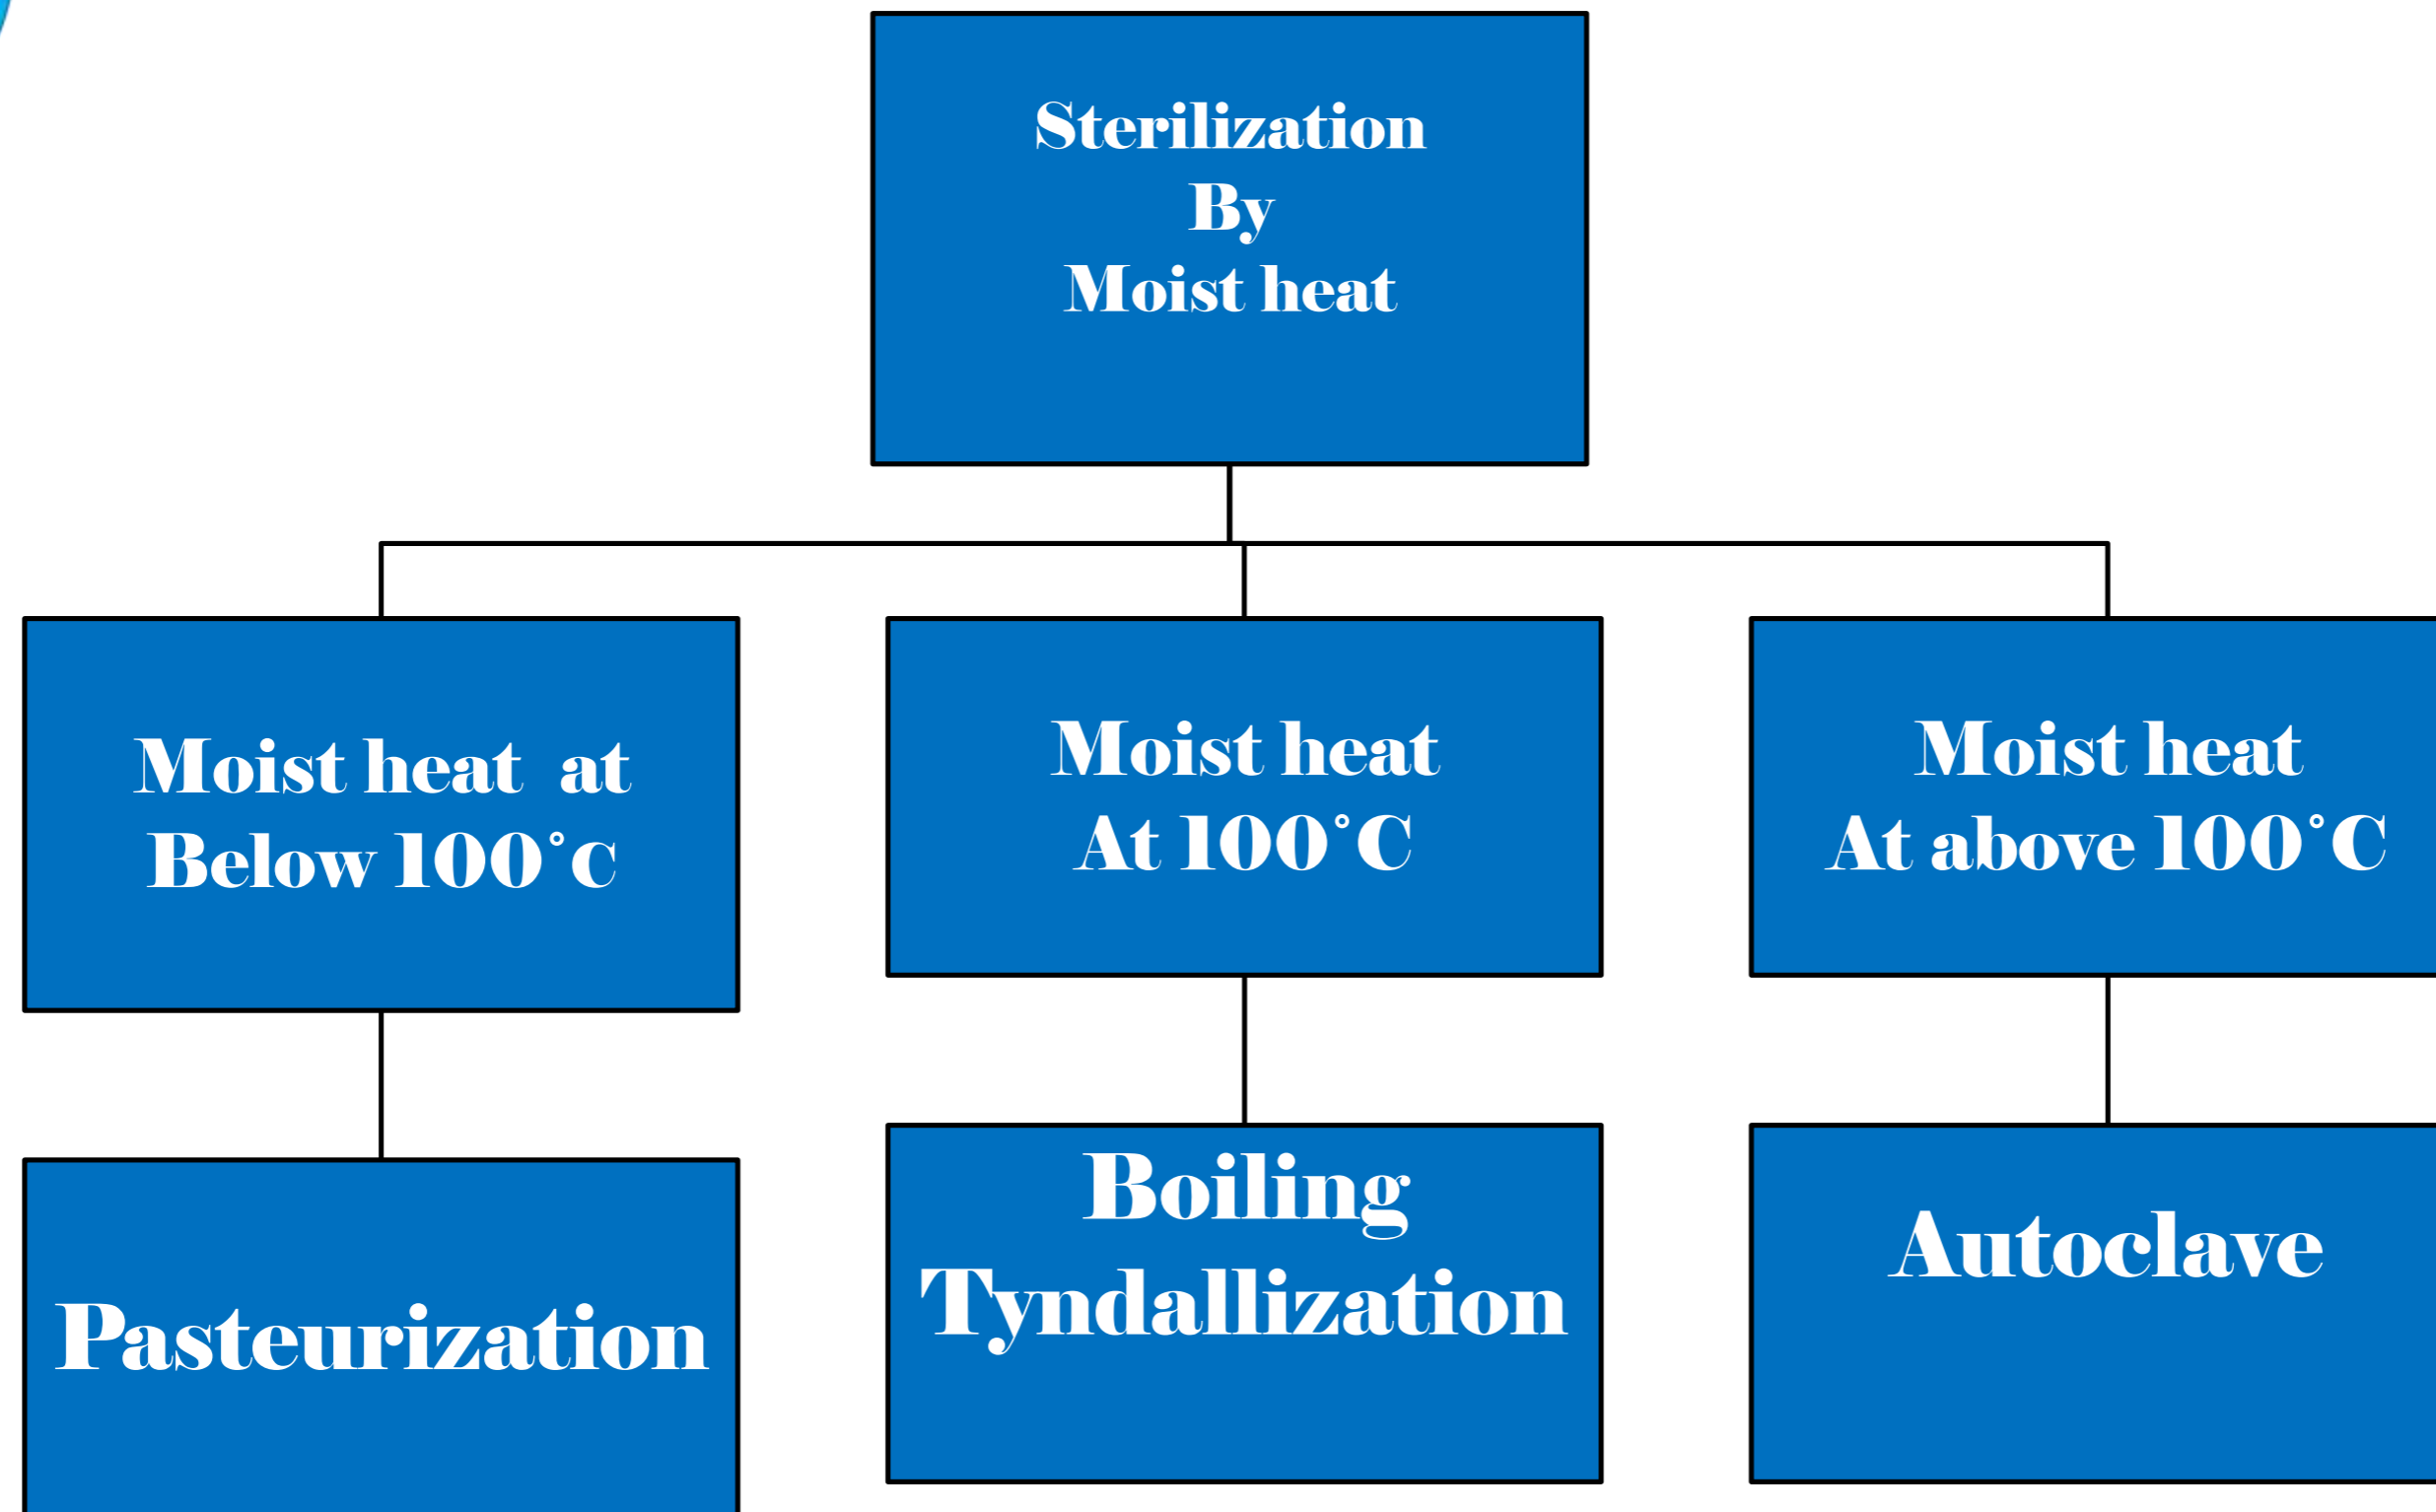 Sterilization
By
Moist heat
Moist heat at
Below 100°c
Moist heat
At 100°C
Moist heat
At above 100°C
Pasteurization
Boiling
Tyndallization
Autoclave